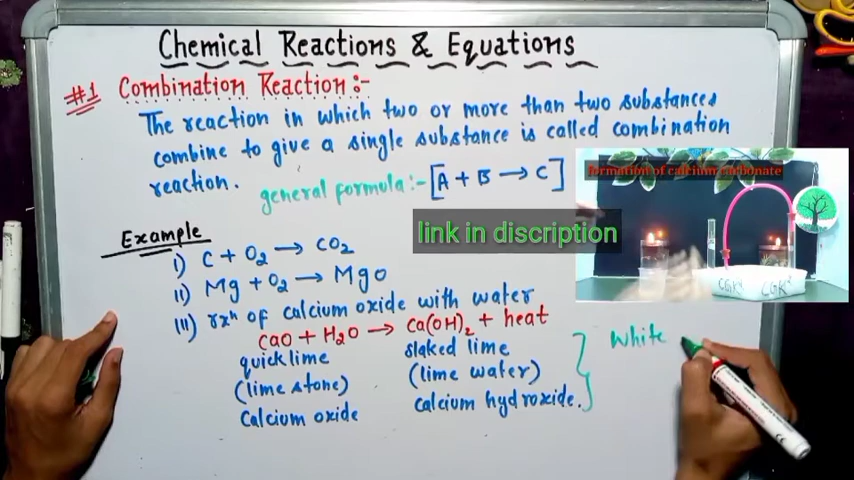 Chemical Reactions & Equations
#1 Combination Reaction:-
The reaction in which two or more than two substances
combine to give a single substance is called combination
reaction.
general formula:- [A + B → C]
formation of calcium carbonate
link in discription
CGK
CGK
Example
i) C + O₂ → CO₂
ii) Mg + O₂ → MgO
iii) rxⁿ of calcium oxide with water
CaO + H₂O → Ca(OH)₂ + heat
quicklime slaked lime
(lime stone) (lime water)
Calcium oxide calcium hydroxide.
White